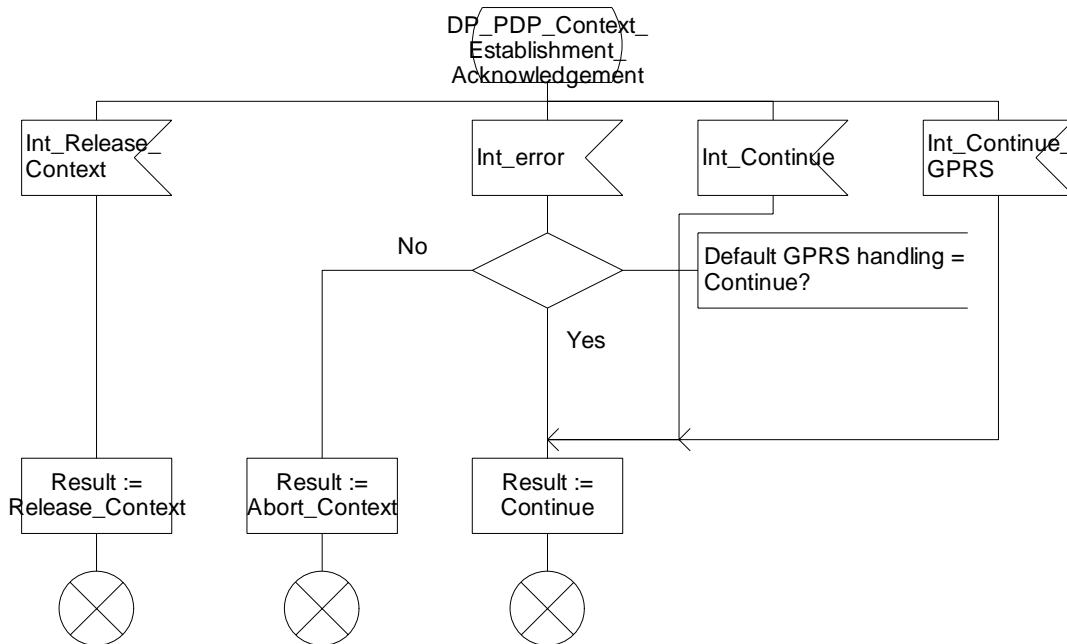 DP_PDP_Context_
Establishment_
Acknowledgement
Int_Release_
Context
Int_error
Int_Continue
Int_Continue_
GPRS
No
Default GPRS handling =
Continue?
Yes
Result :=
Release_Context
Result :=
Abort_Context
Result :=
Continue